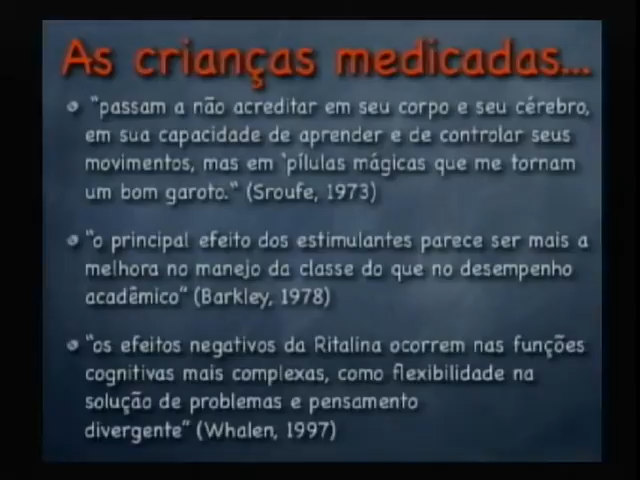 As crianças medicadas...
"passam a não acreditar em seu corpo e seu cérebro,
em sua capacidade de aprender e de controlar seus
movimentos, mas em 'pílulas mágicas que me tornam
um bom garoto." (Sroufe, 1973)
"o principal efeito dos estimulantes parece ser mais a
melhora no manejo da classe do que no desempenho
acadêmico" (Barkley, 1978)
"os efeitos negativos da Ritalina ocorrem nas funções
cognitivas mais complexas, como flexibilidade na
solução de problemas e pensamento
divergente" (Whalen, 1997)